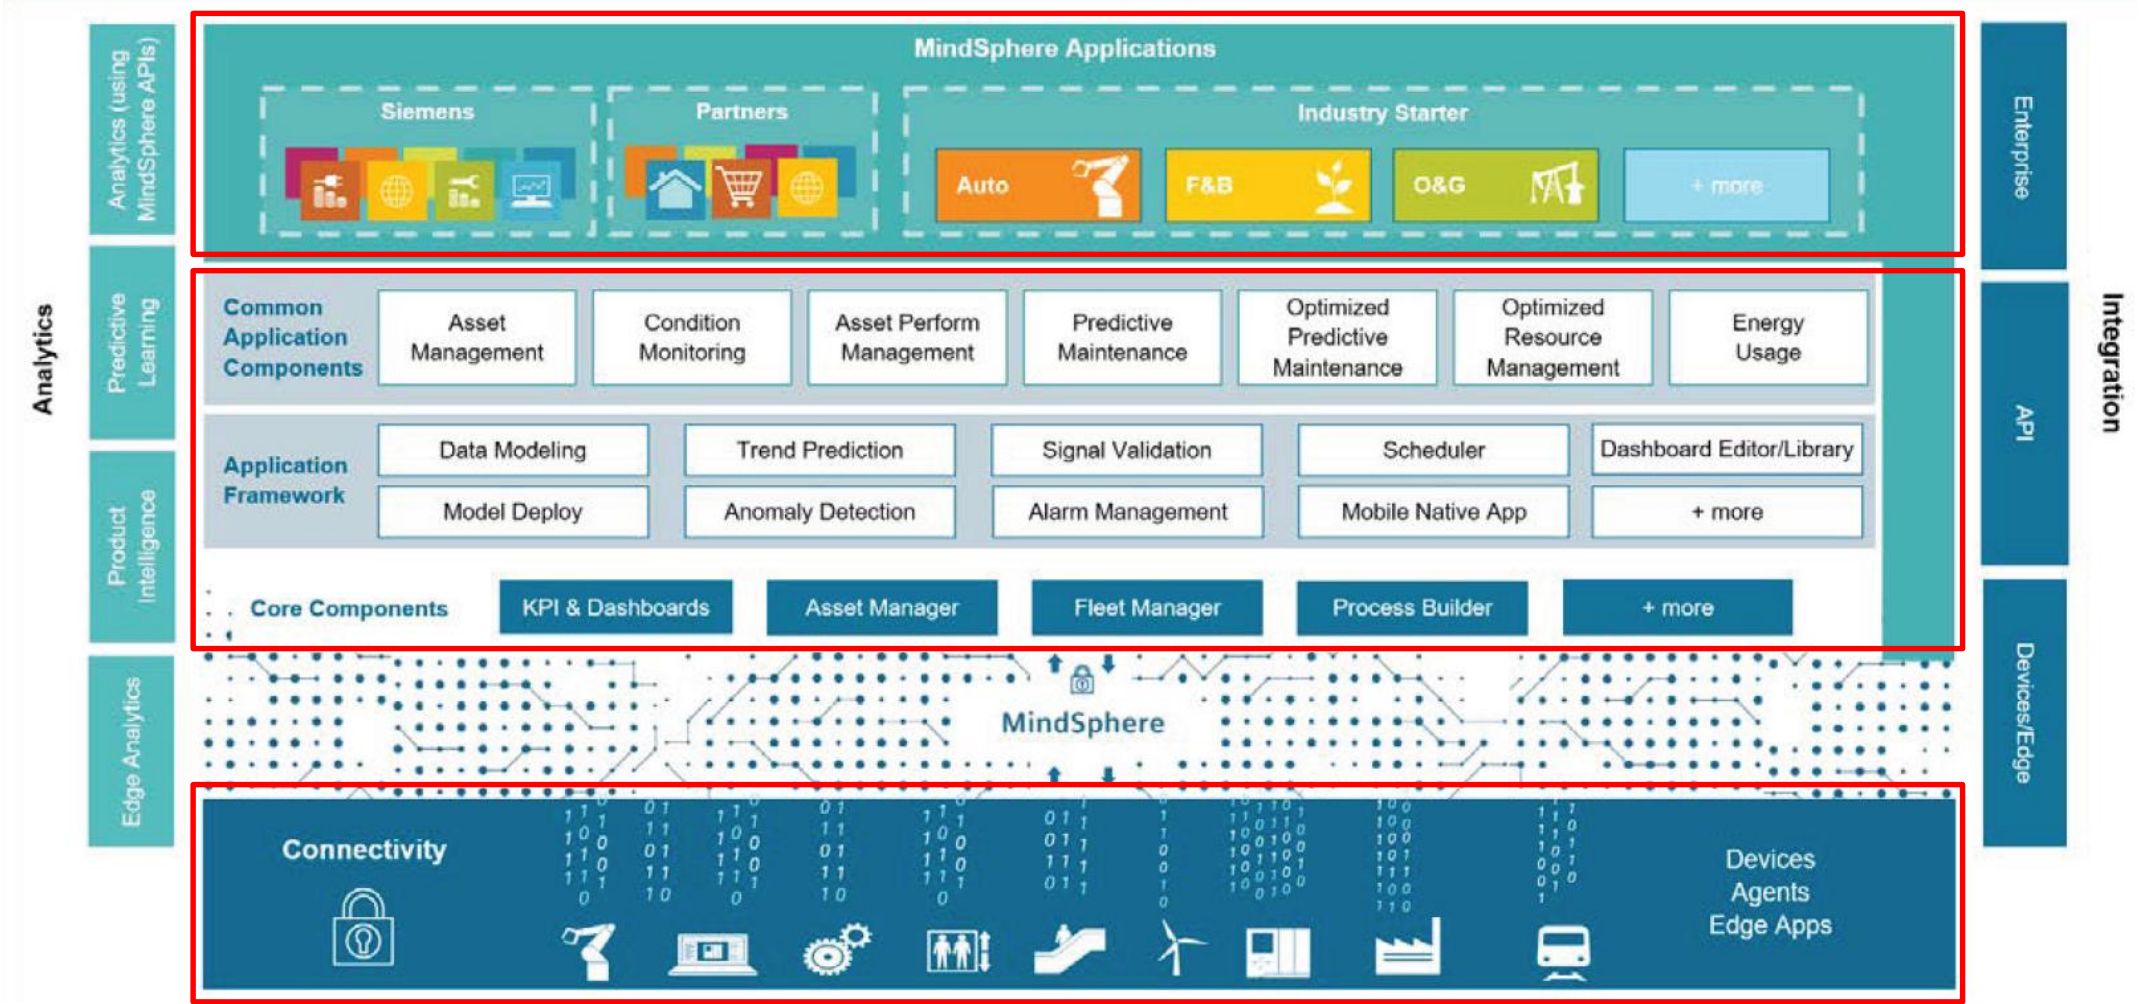 MindSphere Applications
Siemens
Partners
Industry Starter
Auto
F&B
O&G
+ more
Analytics
Analytics (using
MindSphere APIs)
Predictive
Learning
Product
Intelligence
Edge Analytics
Common
Application
Components
Asset
Management
Condition
Monitoring
Asset Perform
Management
Predictive
Maintenance
Optimized
Predictive
Maintenance
Optimized
Resource
Management
Energy
Usage
Application
Framework
Data Modeling
Trend Prediction
Signal Validation
Scheduler
Dashboard Editor/Library
Model Deploy
Anomaly Detection
Alarm Management
Mobile Native App
+ more
Core Components
KPI & Dashboards
Asset Manager
Fleet Manager
Process Builder
+ more
MindSphere
Connectivity
Devices
Agents
Edge Apps
Enterprise
API
Devices/Edge
Integration